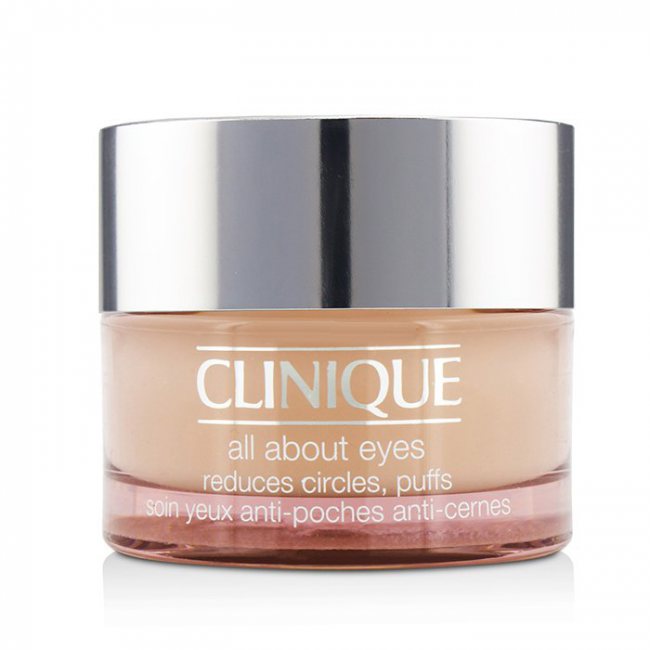 CLINIQUE
all about eyes
reduces circles, puffs
soin yeux anti-poches anti-cernes